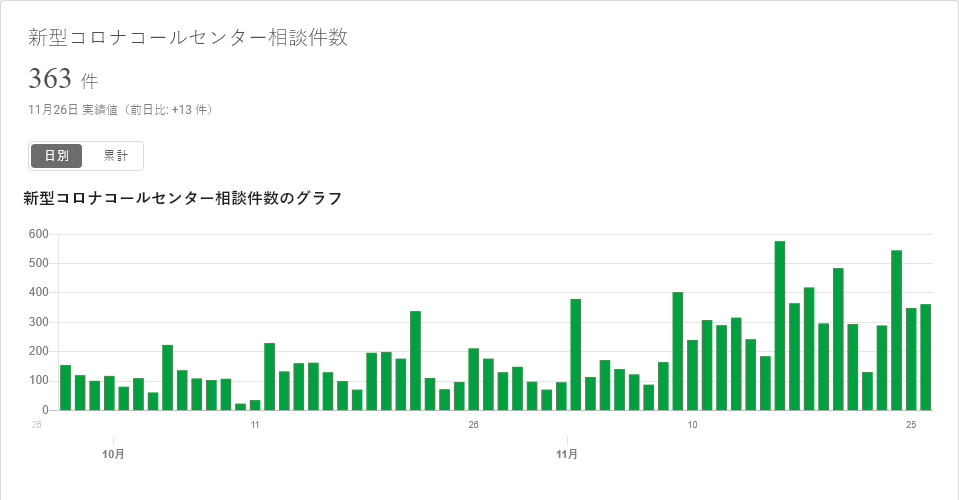 新型コロナコールセンター相談件数
363 件
11月26日 実績値（前日比: +13 件）
日別 累計
新型コロナコールセンター相談件数のグラフ
600
500
400
300
200
100
0
26 11 26 10 25
10月 11月